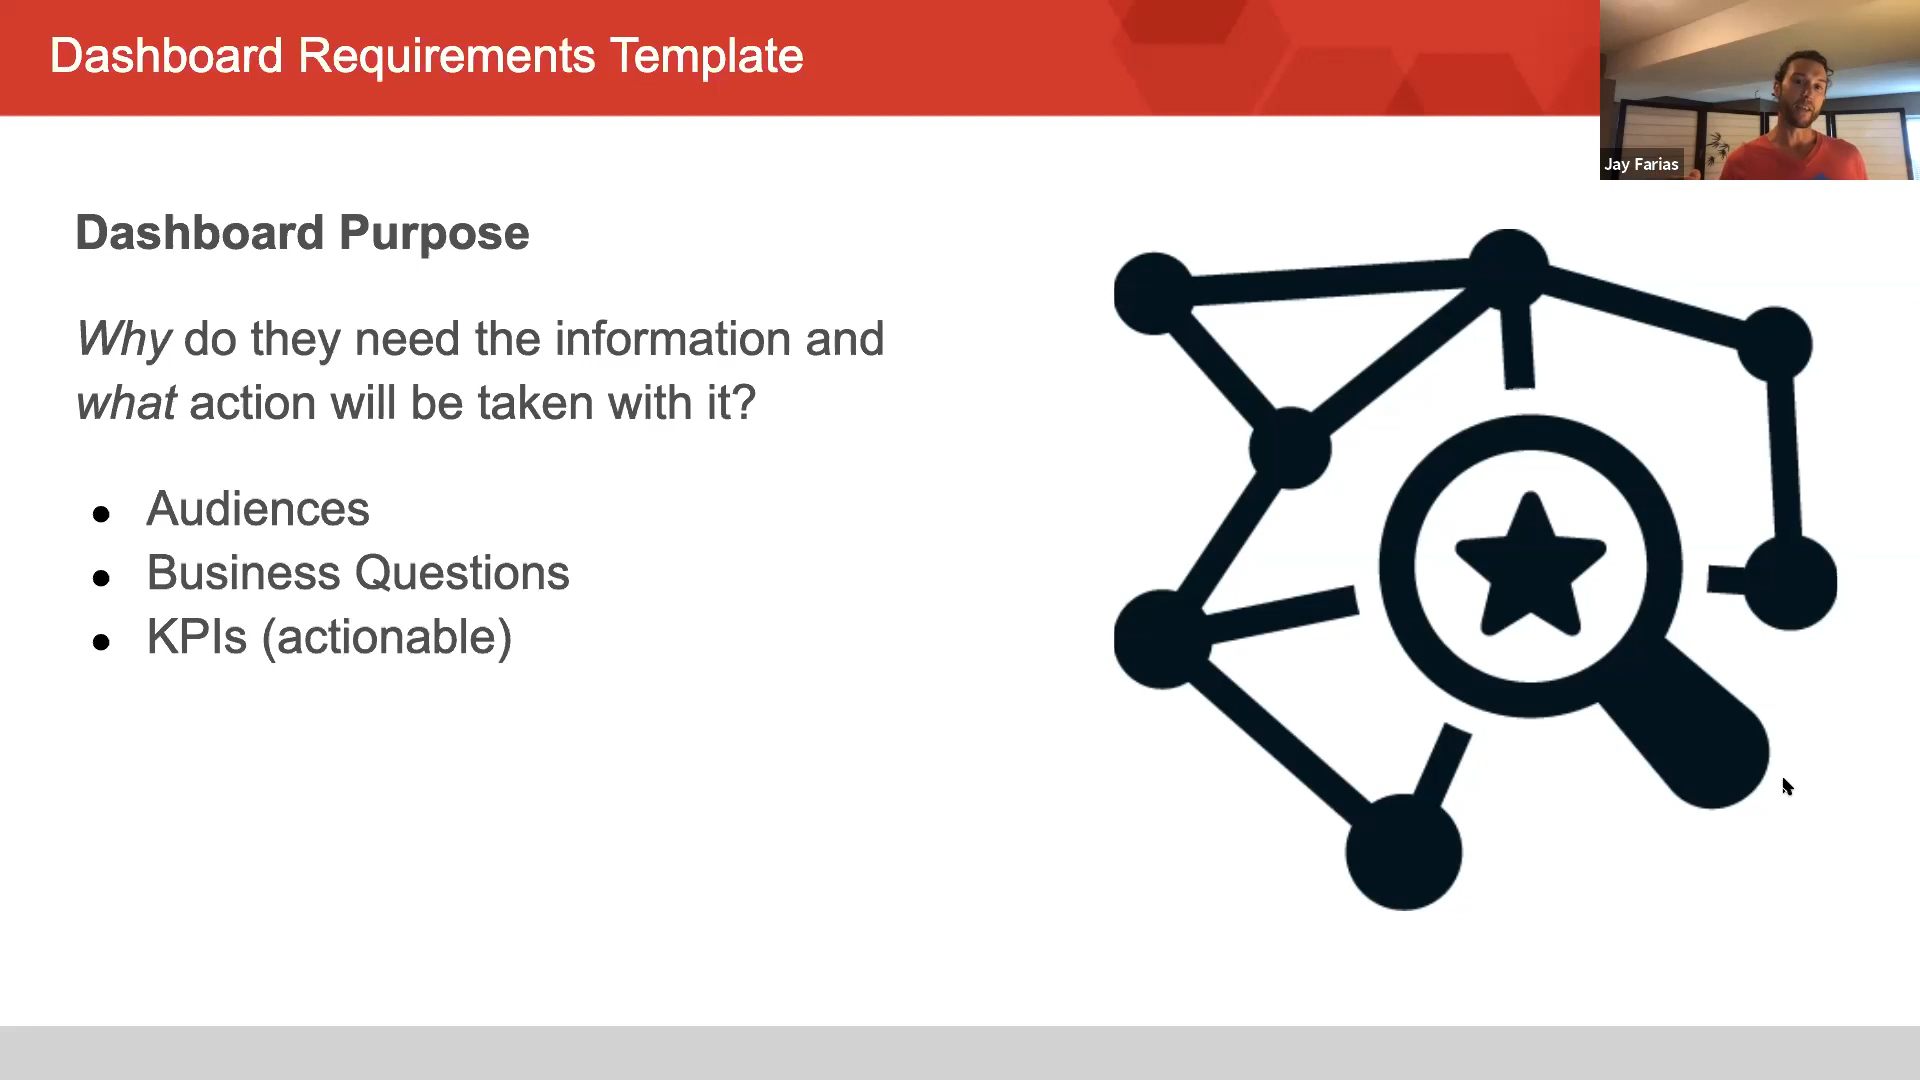 Dashboard Requirements Template
Jay Farias
Dashboard Purpose
Why do they need the information and
what action will be taken with it?
● Audiences
● Business Questions
● KPIs (actionable)